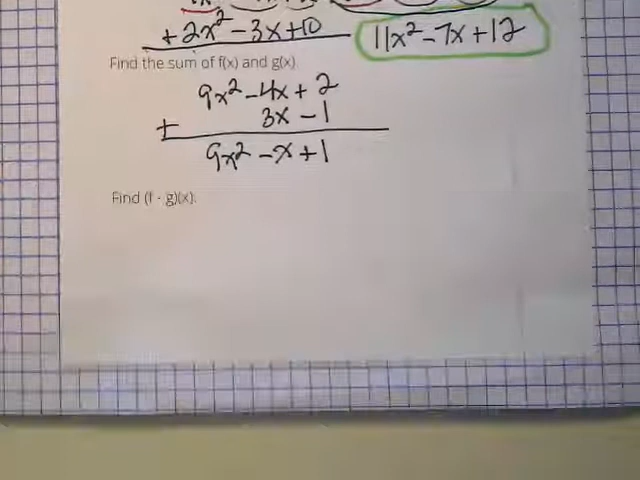 + 2x² - 3x + 10 11x² - 7x + 12
Find the sum of f(x) and g(x)
9x² - 4x + 2
+ 3x - 1
9x² - x + 1
Find (f - g)(x).